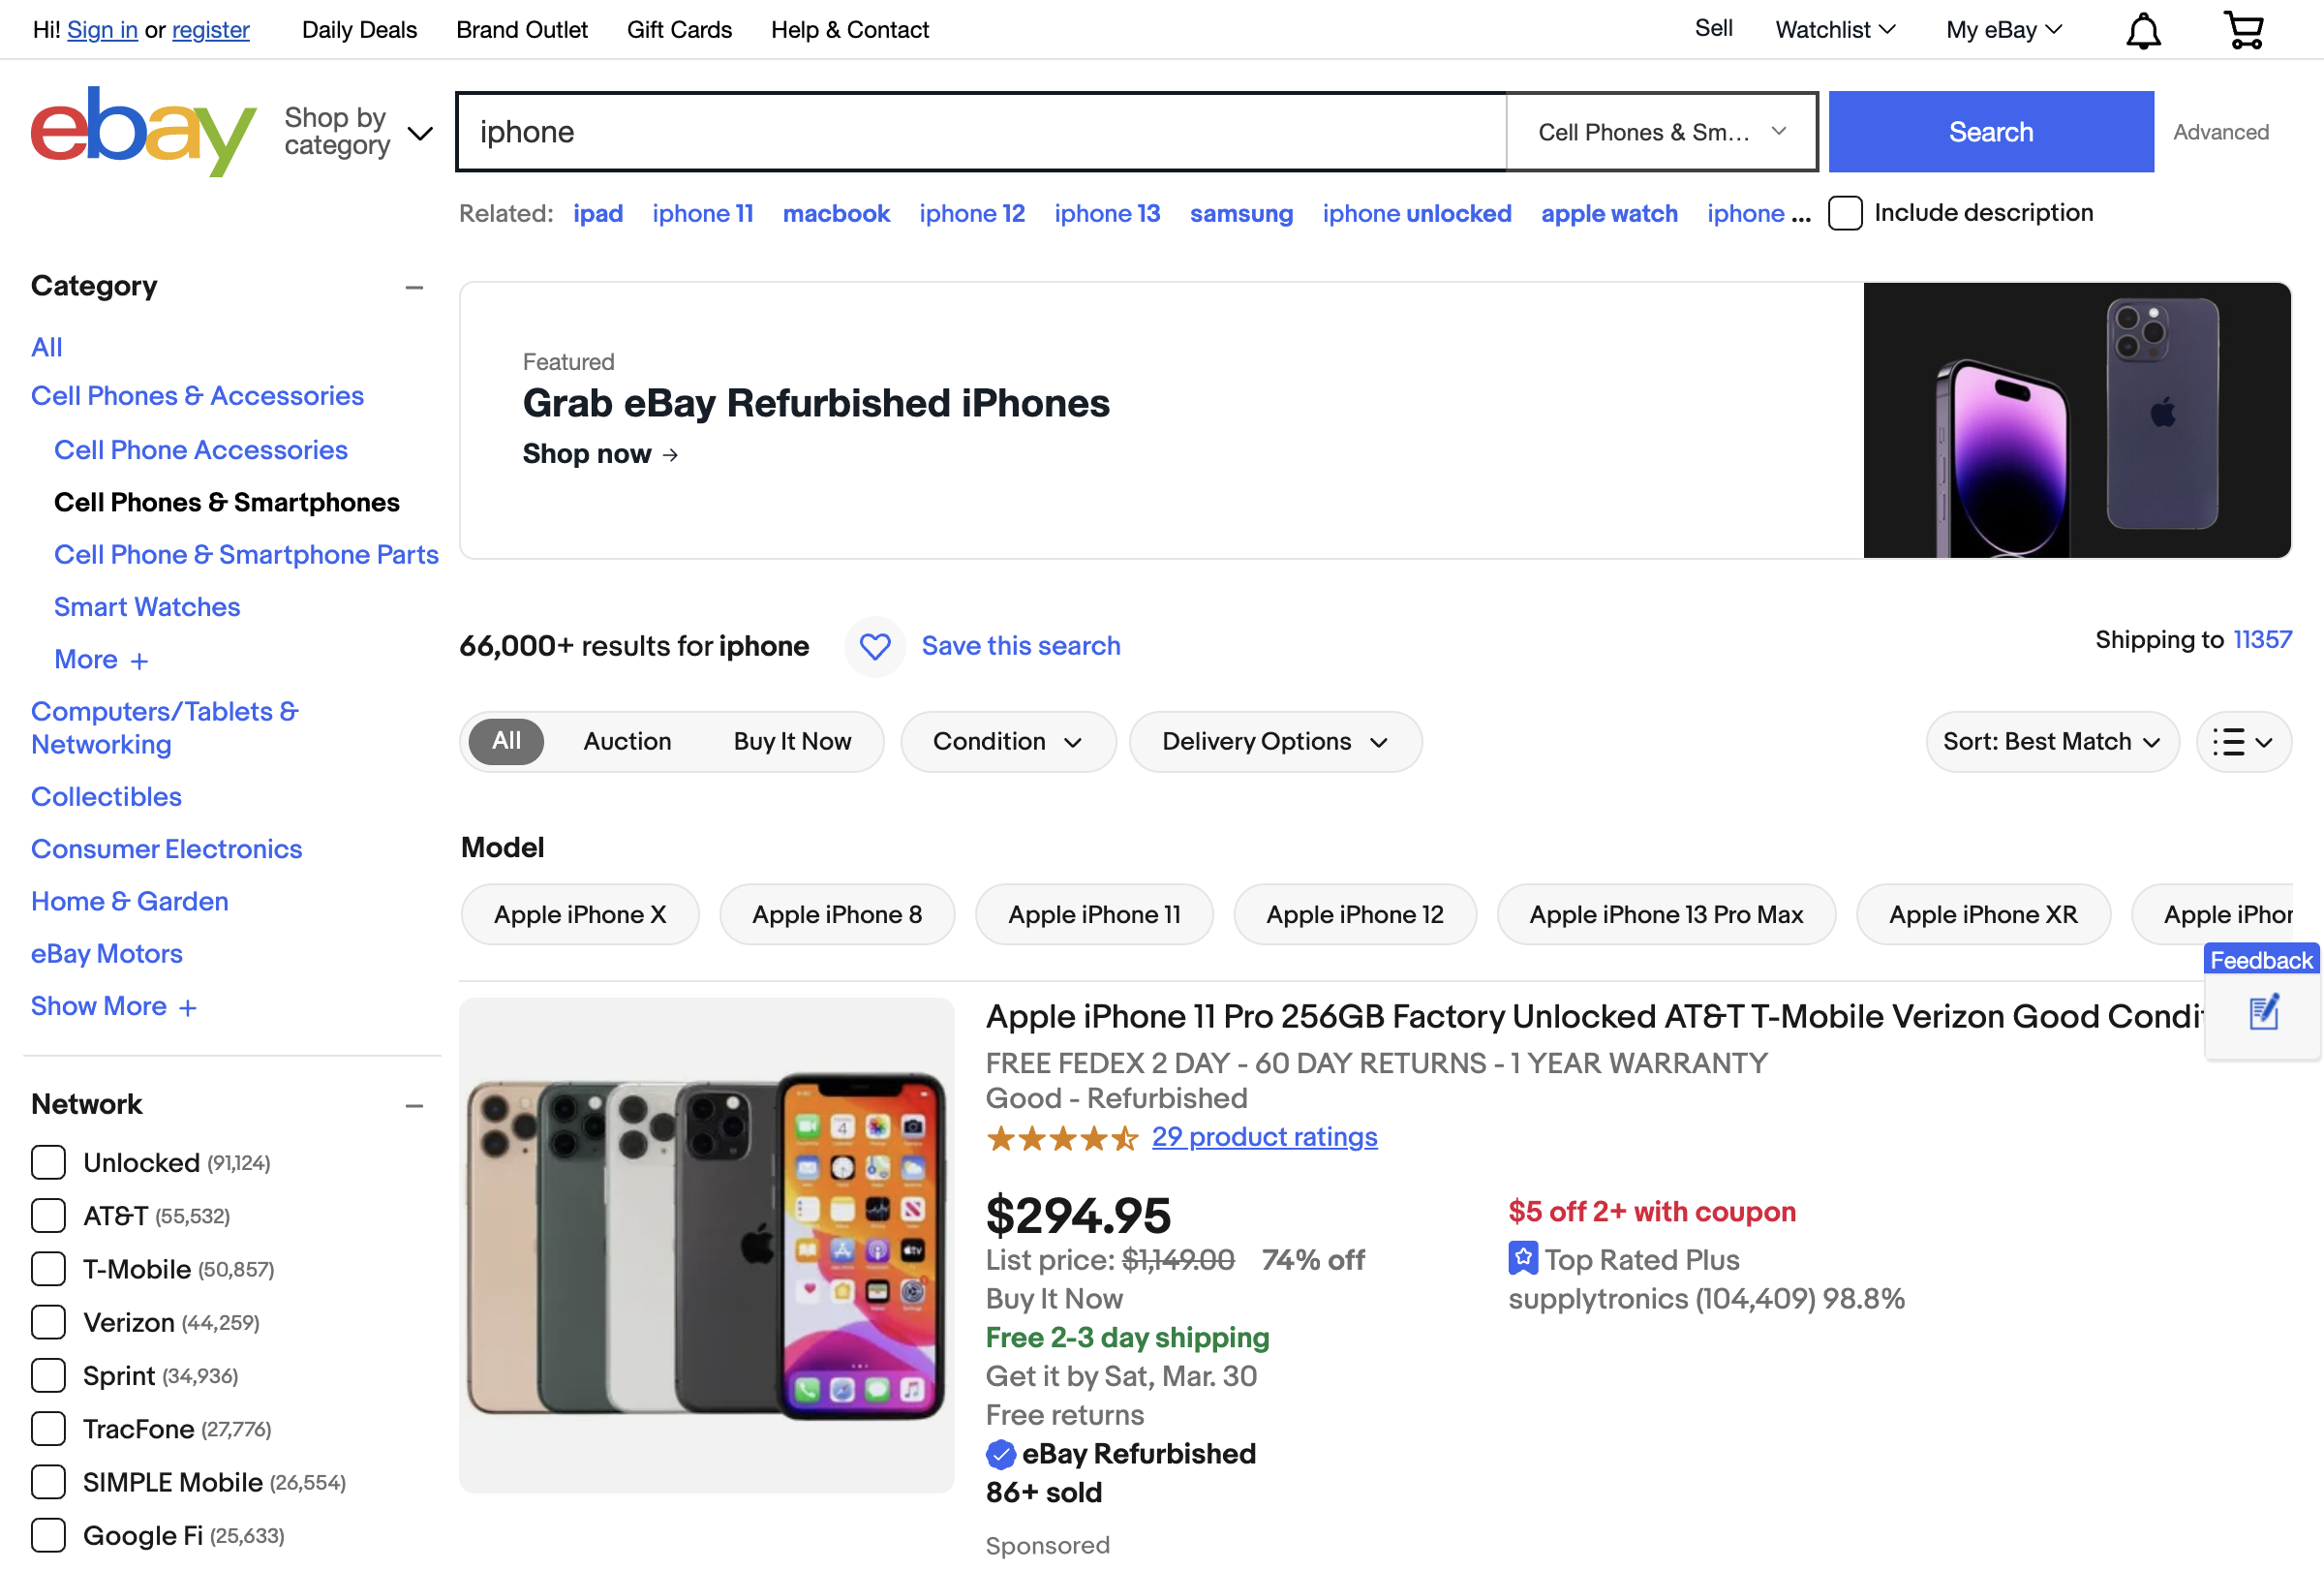 Hi! Sign in or register Daily Deals Brand Outlet Gift Cards Help & Contact Sell Watchlist My eBay
ebay Shop by category iphone Cell Phones & Sm... Search Advanced
Related: ipad iphone 11 macbook iphone 12 iphone 13 samsung iphone unlocked apple watch iphone ... Include description
Category
All
Cell Phones & Accessories
Cell Phone Accessories
Cell Phones & Smartphones
Cell Phone & Smartphone Parts
Smart Watches
More +
Computers/Tablets &
Networking
Collectibles
Consumer Electronics
Home & Garden
eBay Motors
Show More +
Network
Unlocked (91,124)
AT&T (55,532)
T-Mobile (50,857)
Verizon (44,259)
Sprint (34,936)
TracFone (27,776)
SIMPLE Mobile (26,554)
Google Fi (25,633)
Featured
Grab eBay Refurbished iPhones
Shop now →
66,000+ results for iphone Save this search Shipping to 11357
All Auction Buy It Now Condition Delivery Options Sort: Best Match
Model
Apple iPhone X Apple iPhone 8 Apple iPhone 11 Apple iPhone 12 Apple iPhone 13 Pro Max Apple iPhone XR Apple iPhon
Feedback
Apple iPhone 11 Pro 256GB Factory Unlocked AT&T T-Mobile Verizon Good Condit
FREE FEDEX 2 DAY - 60 DAY RETURNS - 1 YEAR WARRANTY
Good - Refurbished
29 product ratings
$294.95
List price: $1,149.00 74% off
Buy It Now
Free 2-3 day shipping
Get it by Sat, Mar. 30
Free returns
eBay Refurbished
86+ sold
Sponsored
$5 off 2+ with coupon
Top Rated Plus
supplytronics (104,409) 98.8%